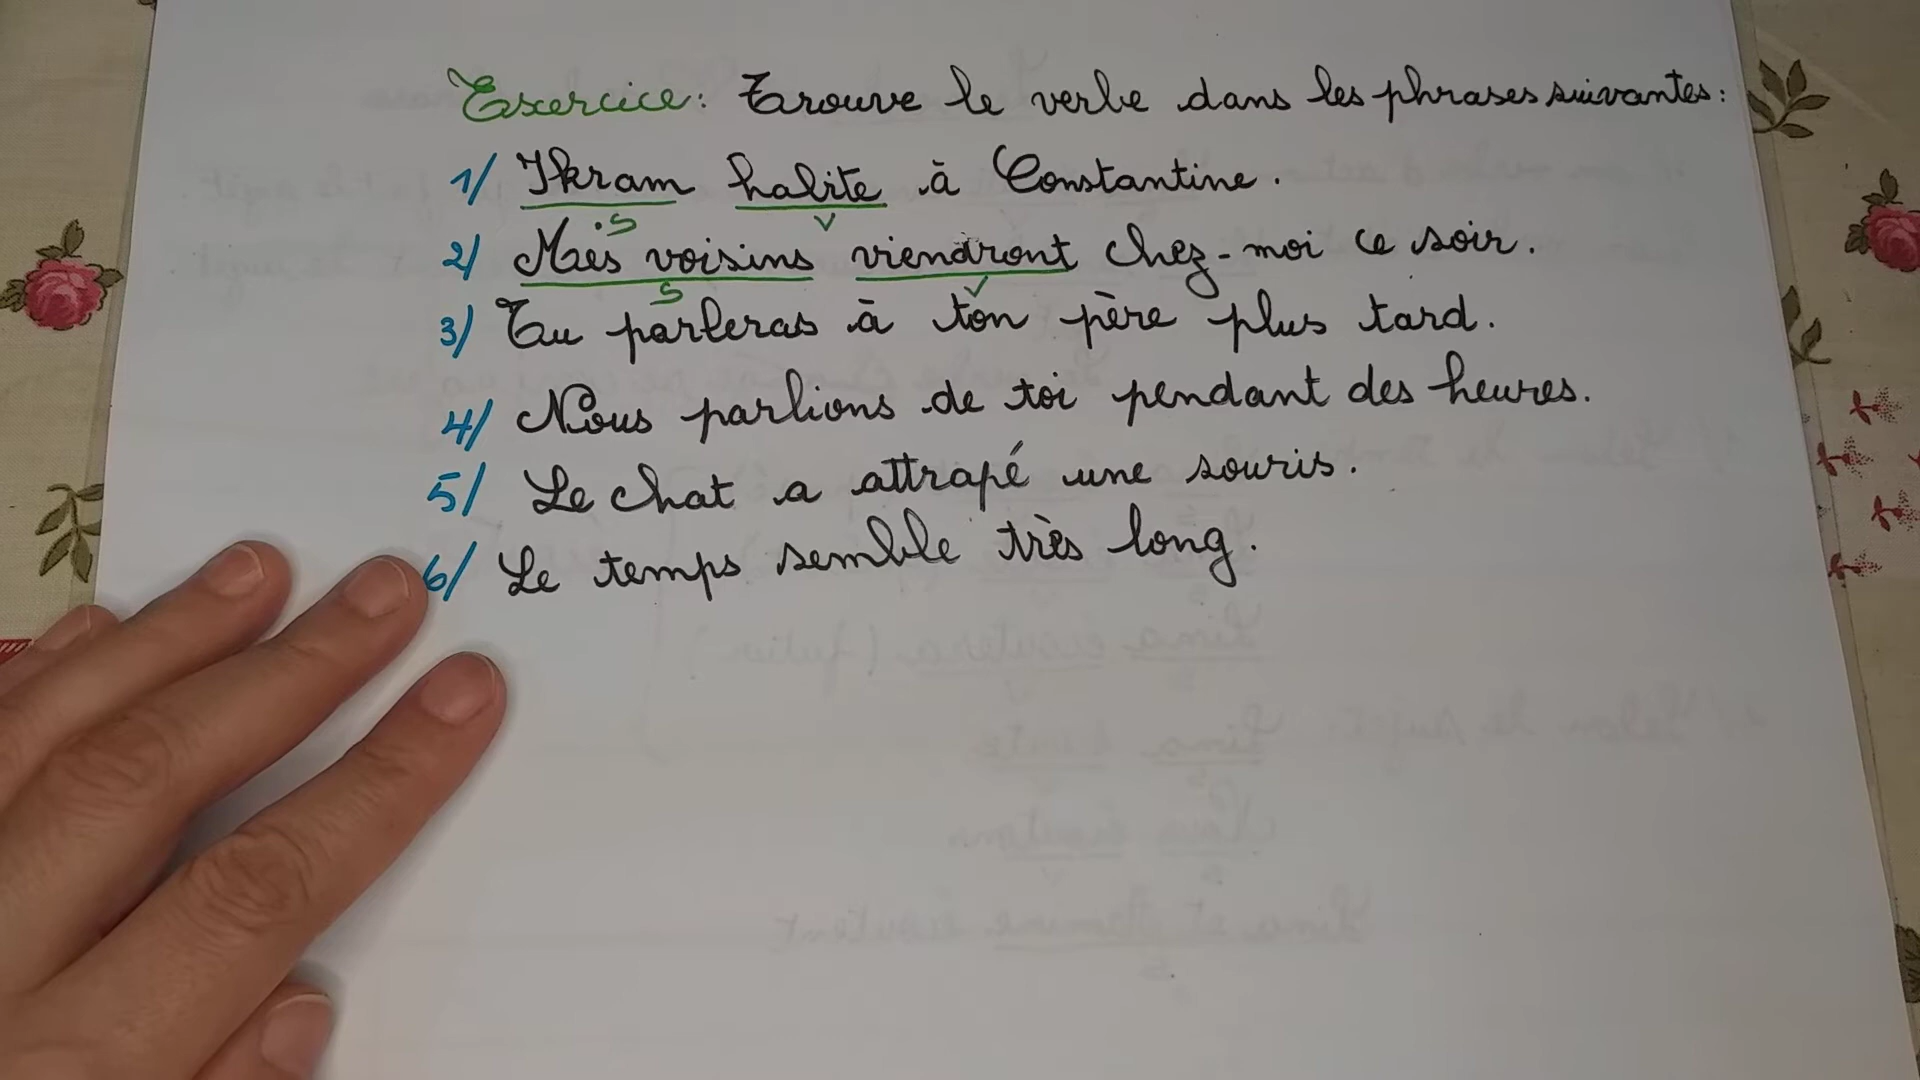 Exercice: Trouve le verbe dans les phrases suivantes:
1/ Ikram habite à Constantine.
S V
2/ Mes voisins viendront chez-moi ce soir.
S V
3/ Tu parleras à ton père plus tard.
4/ Nous parlions de toi pendant des heures.
5/ Le chat a attrapé une souris.
6/ Le temps semble très long.